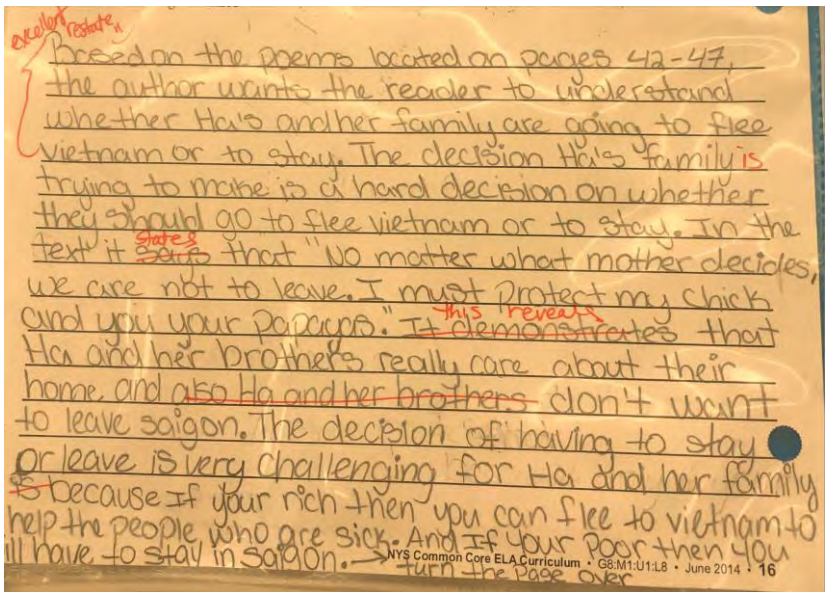 excellent restate
Based on the poems located on pages 42-47,
the author wants the reader to understand
whether Ha's and her family are going to flee
vietnam or to stay. The decision Ha's family is
trying to make is a hard decision on whether
they should go to flee vietnam or to stay. In the
states
text it says that "No matter what mother decides,
we are not to leave. I must protect my chick
this reveals
and you your papayas." It demonstrates that
Ha and her brothers really care about their
home and also Ha and her brothers don't want
to leave saigon. The decision of having to stay
or leave is very challenging for Ha and her family
is because If your rich then you can flee to vietnam to
help the people who are sick. And If your Poor then you
ill have to stay in saigon. → turn the page over
NYS Common Core ELA Curriculum • G8:M1:U1:L8 • June 2014 • 16